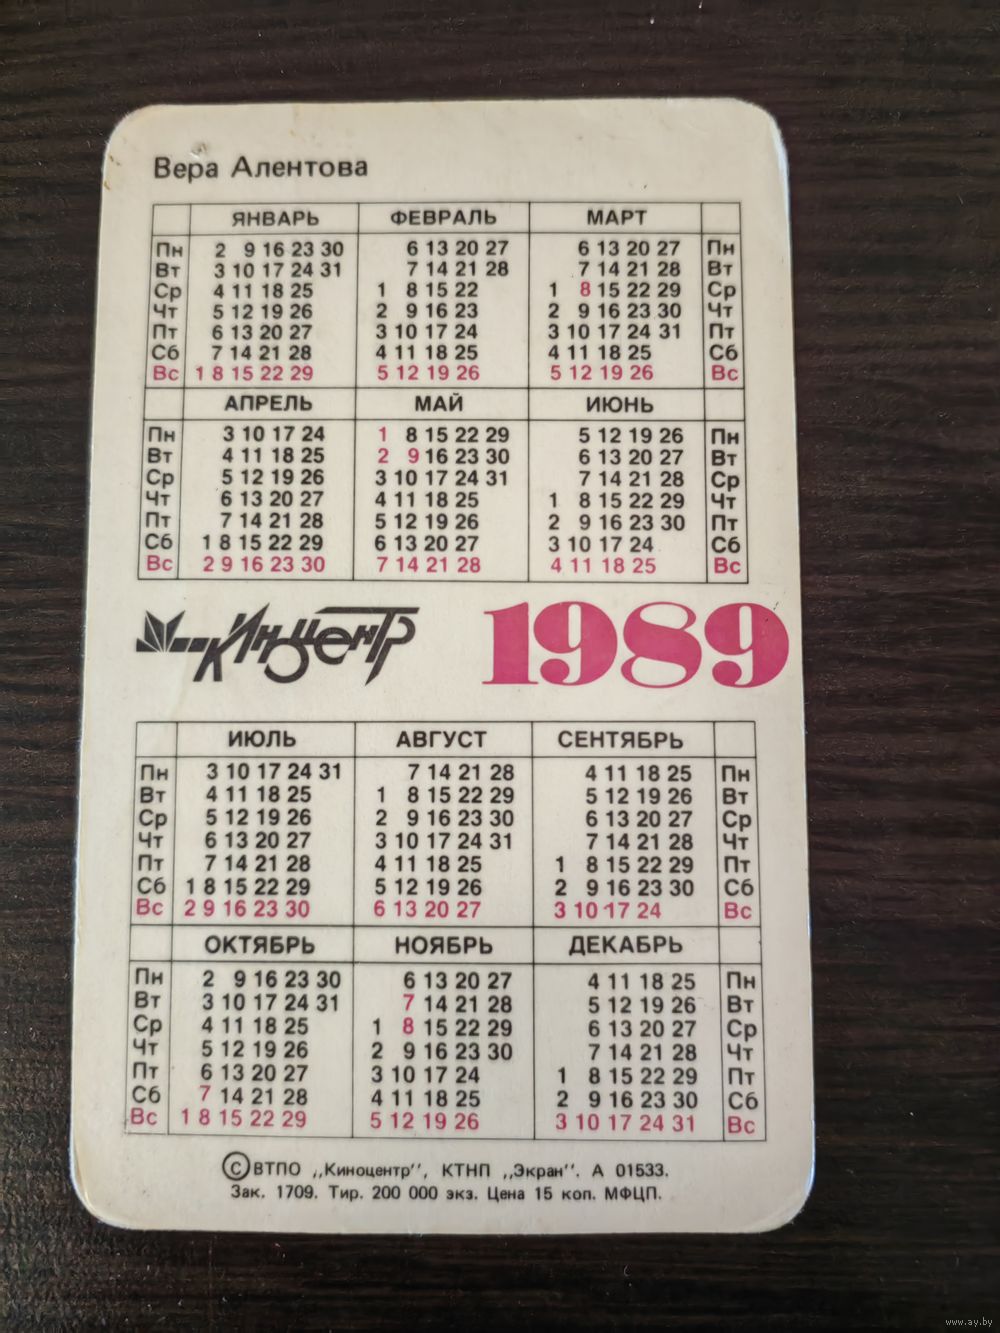 Вера Алентова
ЯНВАРЬ ФЕВРАЛЬ МАРТ
Пн 2 9 16 23 30 6 13 20 27 6 13 20 27 Пн
Вт 3 10 17 24 31 7 14 21 28 7 14 21 28 Вт
Ср 4 11 18 25 1 8 15 22 1 8 15 22 29 Ср
Чт 5 12 19 26 2 9 16 23 2 9 16 23 30 Чт
Пт 6 13 20 27 3 10 17 24 3 10 17 24 31 Пт
Сб 7 14 21 28 4 11 18 25 4 11 18 25 Сб
Вс 1 8 15 22 29 5 12 19 26 5 12 19 26 Вс
АПРЕЛЬ МАЙ ИЮНЬ
Пн 3 10 17 24 1 8 15 22 29 5 12 19 26 Пн
Вт 4 11 18 25 2 9 16 23 30 6 13 20 27 Вт
Ср 5 12 19 26 3 10 17 24 31 7 14 21 28 Ср
Чт 6 13 20 27 4 11 18 25 1 8 15 22 29 Чт
Пт 7 14 21 28 5 12 19 26 2 9 16 23 30 Пт
Сб 1 8 15 22 29 6 13 20 27 3 10 17 24 Сб
Вс 2 9 16 23 30 7 14 21 28 4 11 18 25 Вс
Киноцентр 1989
ИЮЛЬ АВГУСТ СЕНТЯБРЬ
Пн 3 10 17 24 31 7 14 21 28 4 11 18 25 Пн
Вт 4 11 18 25 1 8 15 22 29 5 12 19 26 Вт
Ср 5 12 19 26 2 9 16 23 30 6 13 20 27 Ср
Чт 6 13 20 27 3 10 17 24 31 7 14 21 28 Чт
Пт 7 14 21 28 4 11 18 25 1 8 15 22 29 Пт
Сб 1 8 15 22 29 5 12 19 26 2 9 16 23 30 Сб
Вс 2 9 16 23 30 6 13 20 27 3 10 17 24 Вс
ОКТЯБРЬ НОЯБРЬ ДЕКАБРЬ
Пн 2 9 16 23 30 6 13 20 27 4 11 18 25 Пн
Вт 3 10 17 24 31 7 14 21 28 5 12 19 26 Вт
Ср 4 11 18 25 1 8 15 22 29 6 13 20 27 Ср
Чт 5 12 19 26 2 9 16 23 30 7 14 21 28 Чт
Пт 6 13 20 27 3 10 17 24 1 8 15 22 29 Пт
Сб 7 14 21 28 4 11 18 25 2 9 16 23 30 Сб
Вс 1 8 15 22 29 5 12 19 26 3 10 17 24 31 Вс
©ВТПО „Киноцентр", КТНП „Экран". А 01533.
Зак. 1709. Тир. 200 000 экз. Цена 15 коп. МФЦП.
www.ay.by